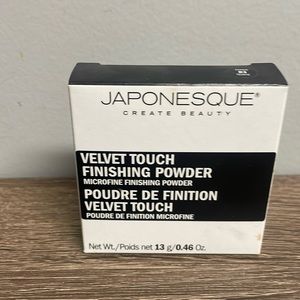 JAPONESQUE®
CREATE BEAUTY
VELVET TOUCH
FINISHING POWDER
MICROFINE FINISHING POWDER
POUDRE DE FINITION
VELVET TOUCH
POUDRE DE FINITION MICROFINE
Net Wt./Poids net 13 g/0.46 Oz.